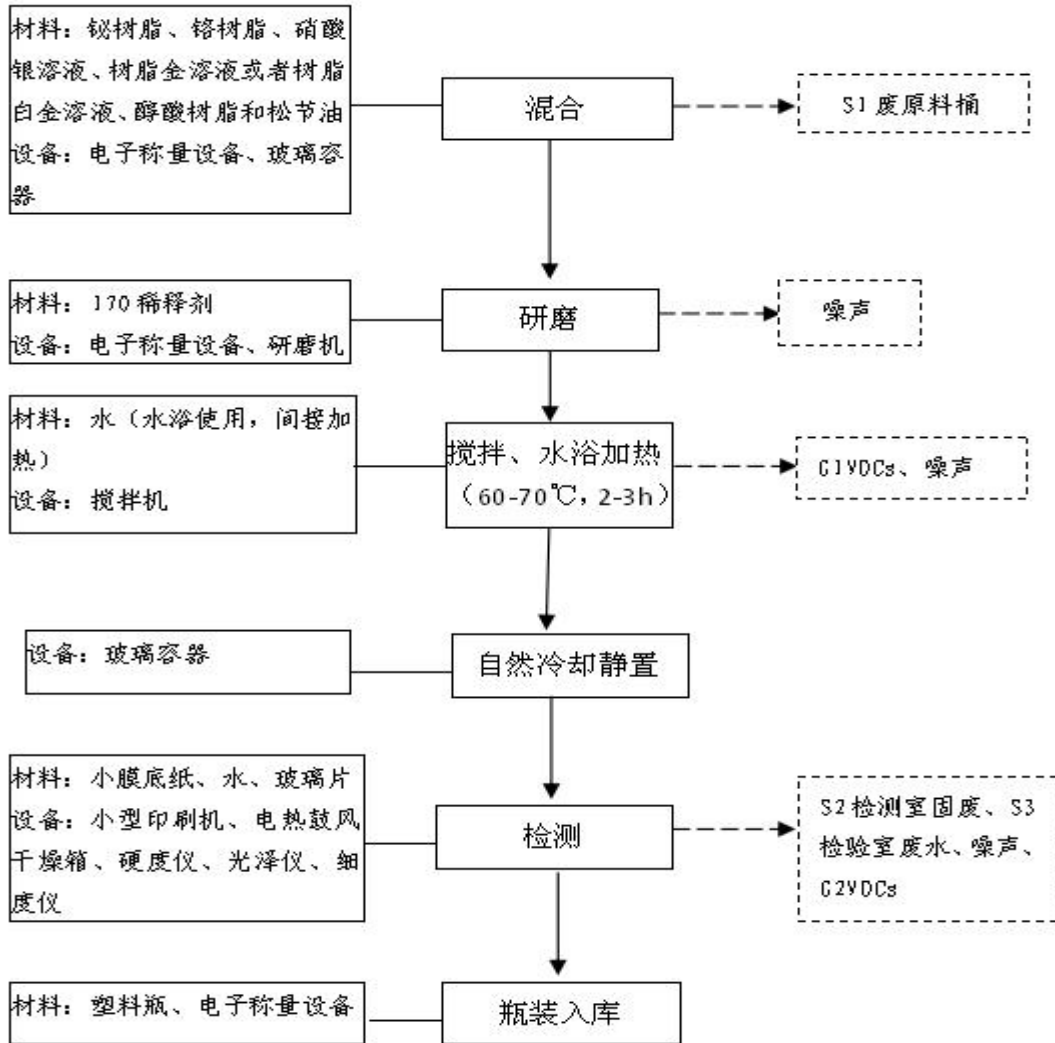 材料：铋树脂、铬树脂、硝酸
银溶液、树脂金溶液或者树脂
白金溶液、醇酸树脂和松节油
设备：电子称量设备、玻璃容
器
混合
S1废原料桶
材料：170稀释剂
设备：电子称量设备、研磨机
研磨
噪声
材料：水（水浴使用，间接加
热）
设备：搅拌机
搅拌、水浴加热
（60-70℃，2-3h）
G1VOCs、噪声
设备：玻璃容器
自然冷却静置
材料：小膜底纸、水、玻璃片
设备：小型印刷机、电热鼓风
干燥箱、硬度仪、光泽仪、细
度仪
检测
S2检测室固废、S3
检验室废水、噪声、
G2VOCs
材料：塑料瓶、电子称量设备
瓶装入库